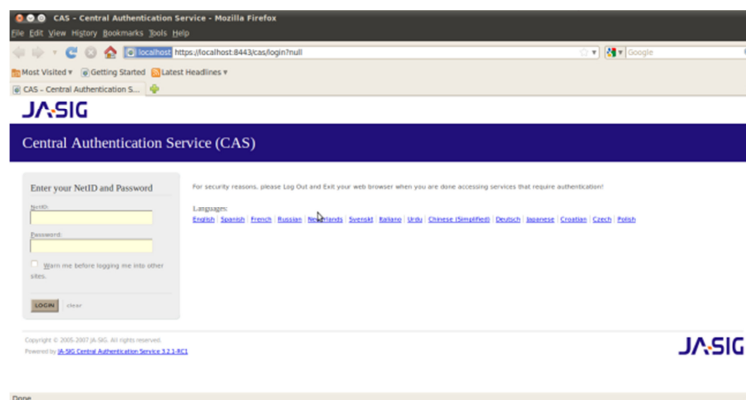 CAS – Central Authentication Service - Mozilla Firefox
File Edit View History Bookmarks Tools Help
localhost https://localhost:8443/cas/login?null
Google
Most Visited Getting Started Latest Headlines
CAS – Central Authentication S...
JA-SIG
Central Authentication Service (CAS)
Enter your NetID and Password
For security reasons, please Log Out and Exit your web browser when you are done accessing services that require authentication!
NetID:
Languages:
English Spanish French Russian Nederlands Svenskt Italiano Urdu Chinese (Simplified) Deutsch Japanese Croatian Czech Polish
Password:
Warn me before logging me into other
sites.
LOGIN clear
Copyright © 2005-2007 JA-SIG. All rights reserved.
Powered by JA-SIG Central Authentication Service 3.2.1-RC1
JA-SIG
Done